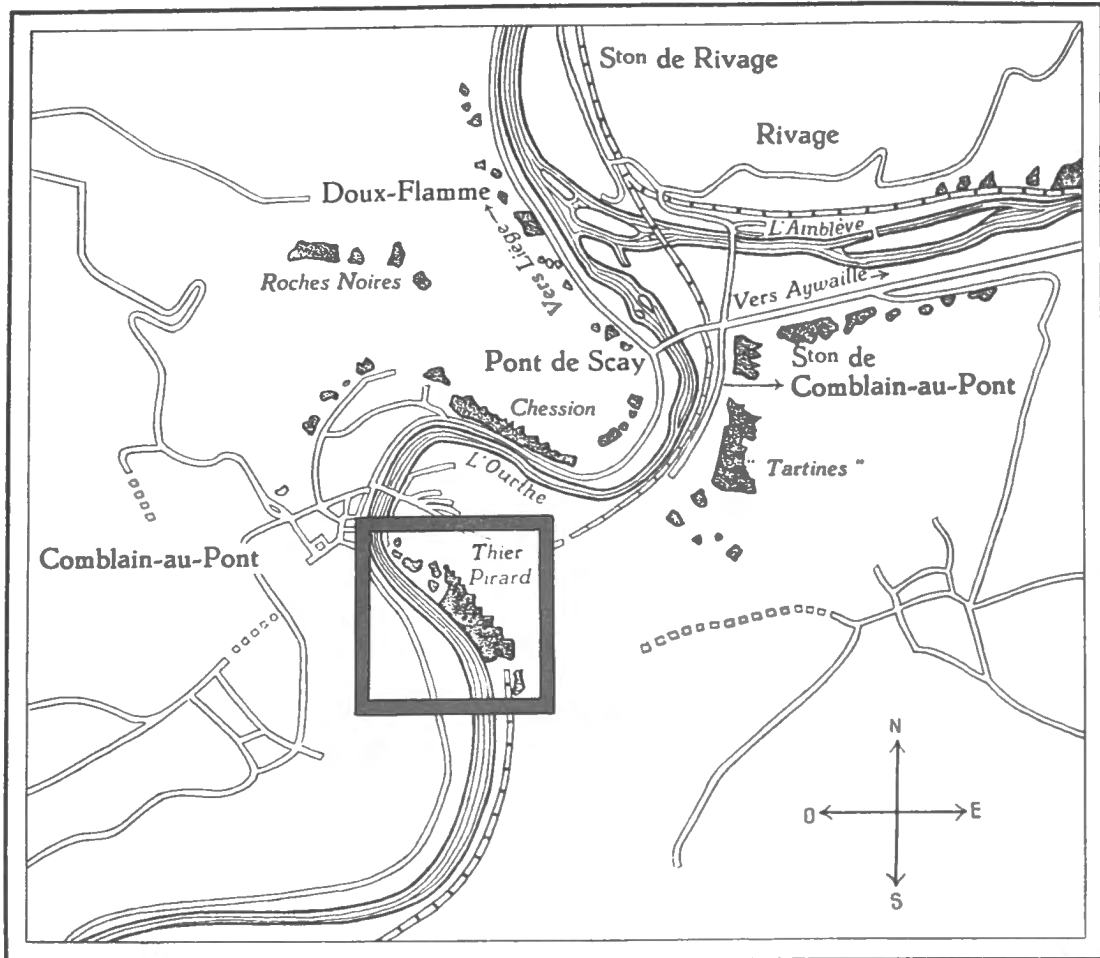 Ston de Rivage
Rivage
Doux-Flamme
L'Amblève
Vers Liège
Roches Noires
Vers Aywaille
Pont de Scay
Ston de
Comblain-au-Pont
Chession
L'Ourthe
" Tartines "
Comblain-au-Pont
Thier
Pirard
N
O
E
S